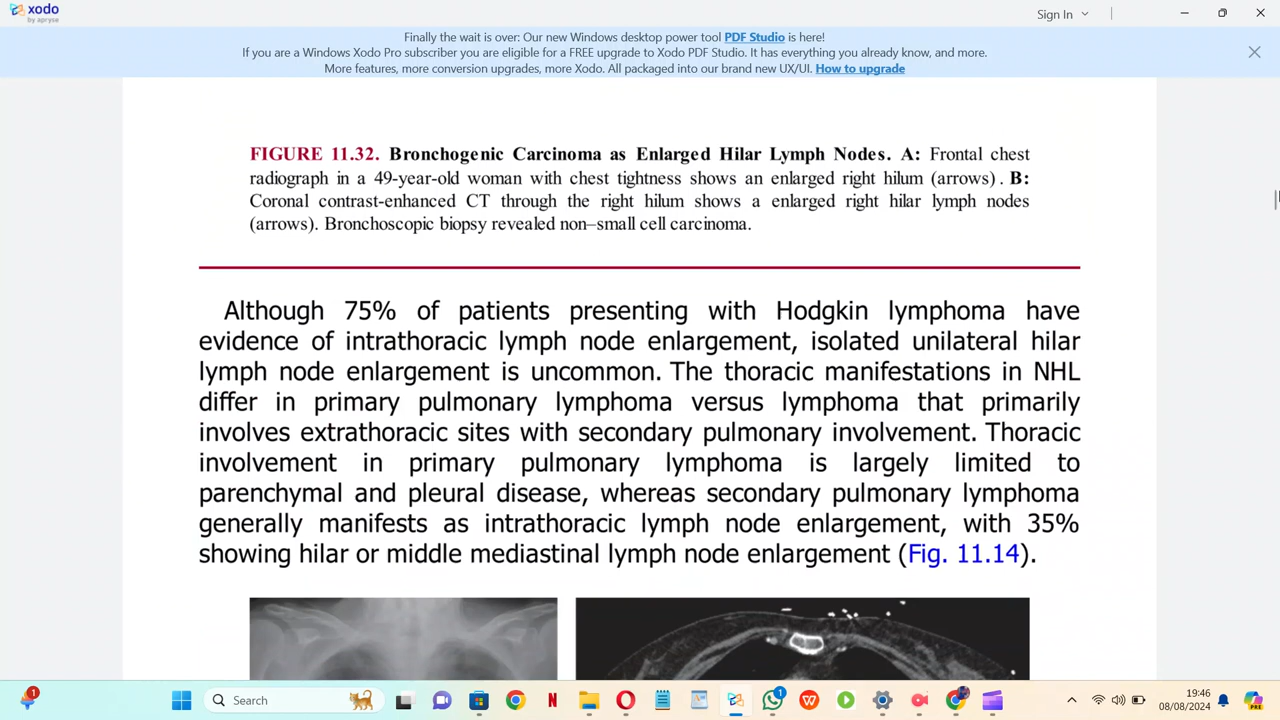 xodo
by apryse
Sign In
Finally the wait is over: Our new Windows desktop power tool PDF Studio is here!
If you are a Windows Xodo Pro subscriber you are eligible for a FREE upgrade to Xodo PDF Studio. It has everything you already know, and more.
More features, more conversion upgrades, more Xodo. All packaged into our brand new UX/UI. How to upgrade
FIGURE 11.32. Bronchogenic Carcinoma as Enlarged Hilar Lymph Nodes. A: Frontal chest
radiograph in a 49-year-old woman with chest tightness shows an enlarged right hilum (arrows) . B:
Coronal contrast-enhanced CT through the right hilum shows a enlarged right hilar lymph nodes
(arrows). Bronchoscopic biopsy revealed non–small cell carcinoma.
Although 75% of patients presenting with Hodgkin lymphoma have
evidence of intrathoracic lymph node enlargement, isolated unilateral hilar
lymph node enlargement is uncommon. The thoracic manifestations in NHL
differ in primary pulmonary lymphoma versus lymphoma that primarily
involves extrathoracic sites with secondary pulmonary involvement. Thoracic
involvement in primary pulmonary lymphoma is largely limited to
parenchymal and pleural disease, whereas secondary pulmonary lymphoma
generally manifests as intrathoracic lymph node enlargement, with 35%
showing hilar or middle mediastinal lymph node enlargement (Fig. 11.14).
1
Search
N
1
W
19:46
08/08/2024
PRE